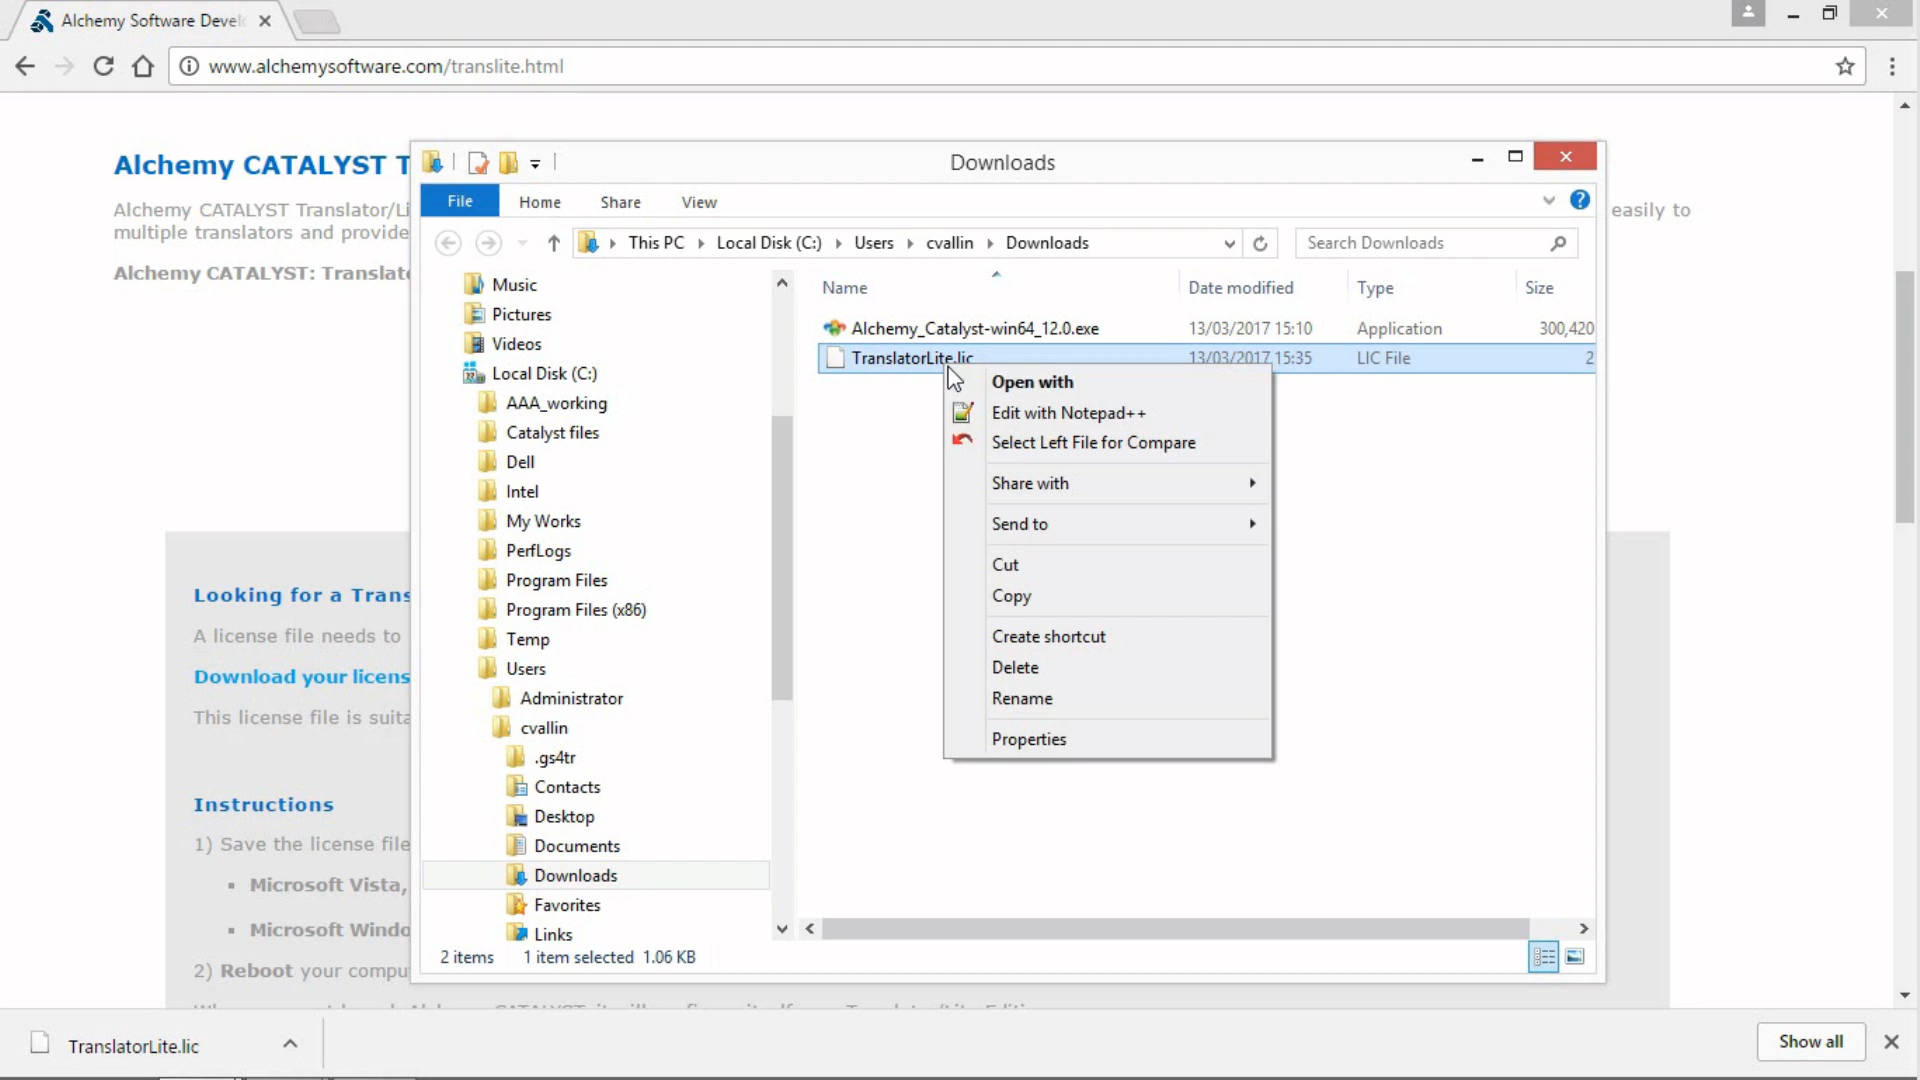 Alchemy Software Devel
www.alchemysoftware.com/translite.html
Alchemy CATALYST T
Alchemy CATALYST Translator/Li
easily to
multiple translators and provide
Alchemy CATALYST: Translato
Looking for a Trans
A license file needs to
Download your licens
This license file is suita
Instructions
1) Save the license file
Microsoft Vista,
Microsoft Windo
2) Reboot your compu
Downloads
File Home Share View
This PC Local Disk (C:) Users cvallin Downloads
Search Downloads
Music
Pictures
Videos
Local Disk (C:)
AAA_working
Catalyst files
Dell
Intel
My Works
PerfLogs
Program Files
Program Files (x86)
Temp
Users
Administrator
cvallin
.gs4tr
Contacts
Desktop
Documents
Downloads
Favorites
Links
Name Date modified Type Size
Alchemy_Catalyst-win64_12.0.exe 13/03/2017 15:10 Application 300,420
TranslatorLite.lic 13/03/2017 15:35 LIC File 2
Open with
Edit with Notepad++
Select Left File for Compare
Share with
Send to
Cut
Copy
Create shortcut
Delete
Rename
Properties
2 items 1 item selected 1.06 KB
TranslatorLite.lic
Show all